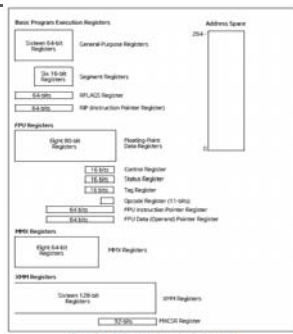 Basic Program Execution Registers
Address Space
2^64 -
Sixteen 64-bit
Registers
General-Purpose Registers
Six 16-bit
Registers
Segment Registers
64-bits
RFLAGS Register
64-bits
RIP (Instruction Pointer Register)
FPU Registers
Eight 80-bit
Registers
Floating-Point
Data Registers
0
16 bits
Control Register
16 bits
Status Register
16 bits
Tag Register
Opcode Register (11-bits)
64 bits
FPU Instruction Pointer Register
64 bits
FPU Data (Operand) Pointer Register
MMX Registers
Eight 64-bit
Registers
MMX Registers
XMM Registers
Sixteen 128-bit
Registers
XMM Registers
32-bits
MXCSR Register